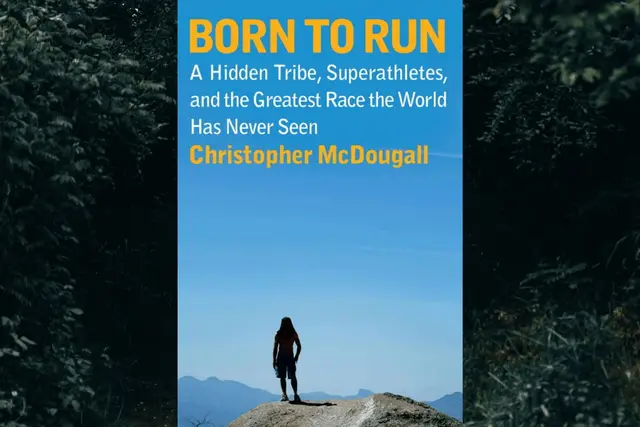 BORN TO RUN
A Hidden Tribe, Superathletes,
and the Greatest Race the World
Has Never Seen
Christopher McDougall